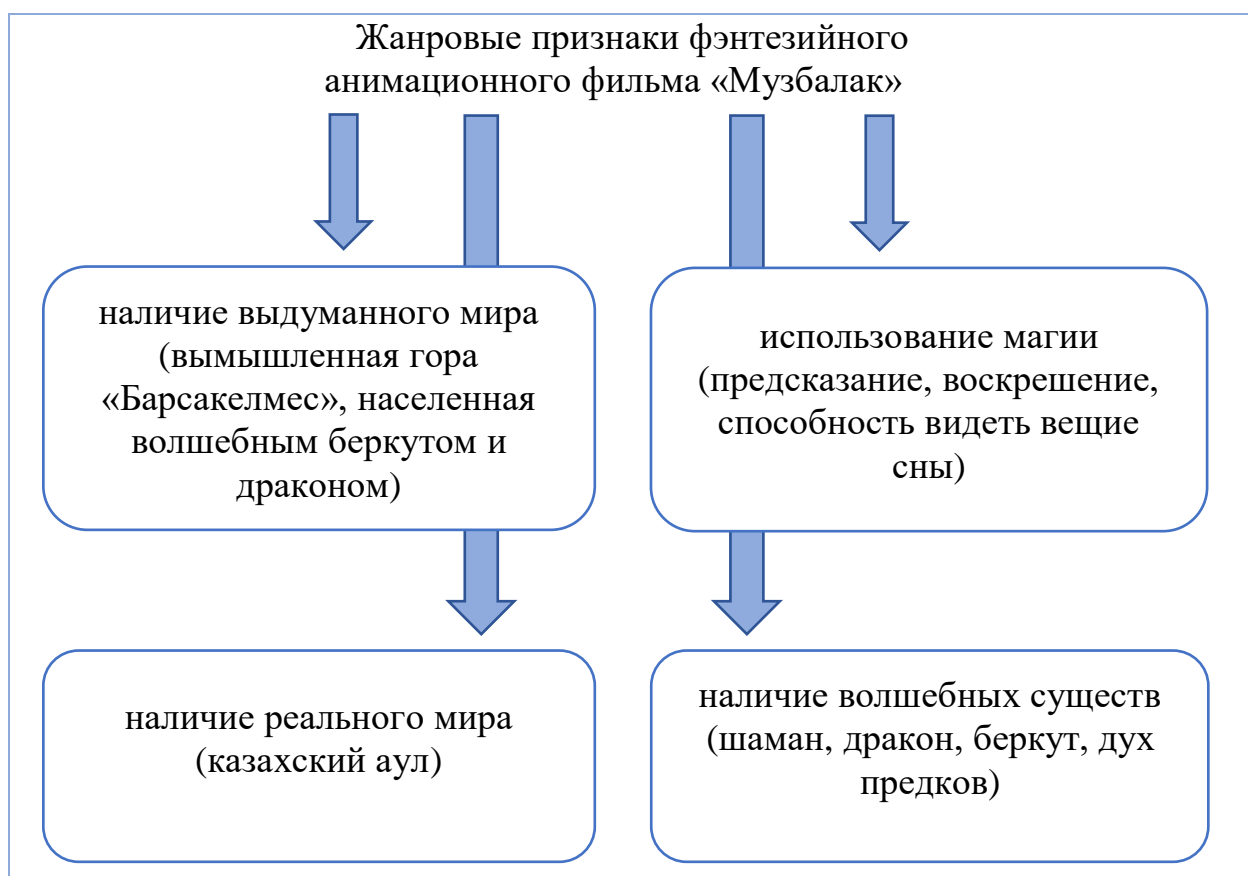 Жанровые признаки фэнтезийного
анимационного фильма «Музбалак»
наличие выдуманного мира
(вымышленная гора
«Барсакелмес», населенная
волшебным беркутом и
драконом)
использование магии
(предсказание, воскрешение,
способность видеть вещие
сны)
наличие реального мира
(казахский аул)
наличие волшебных существ
(шаман, дракон, беркут, дух
предков)